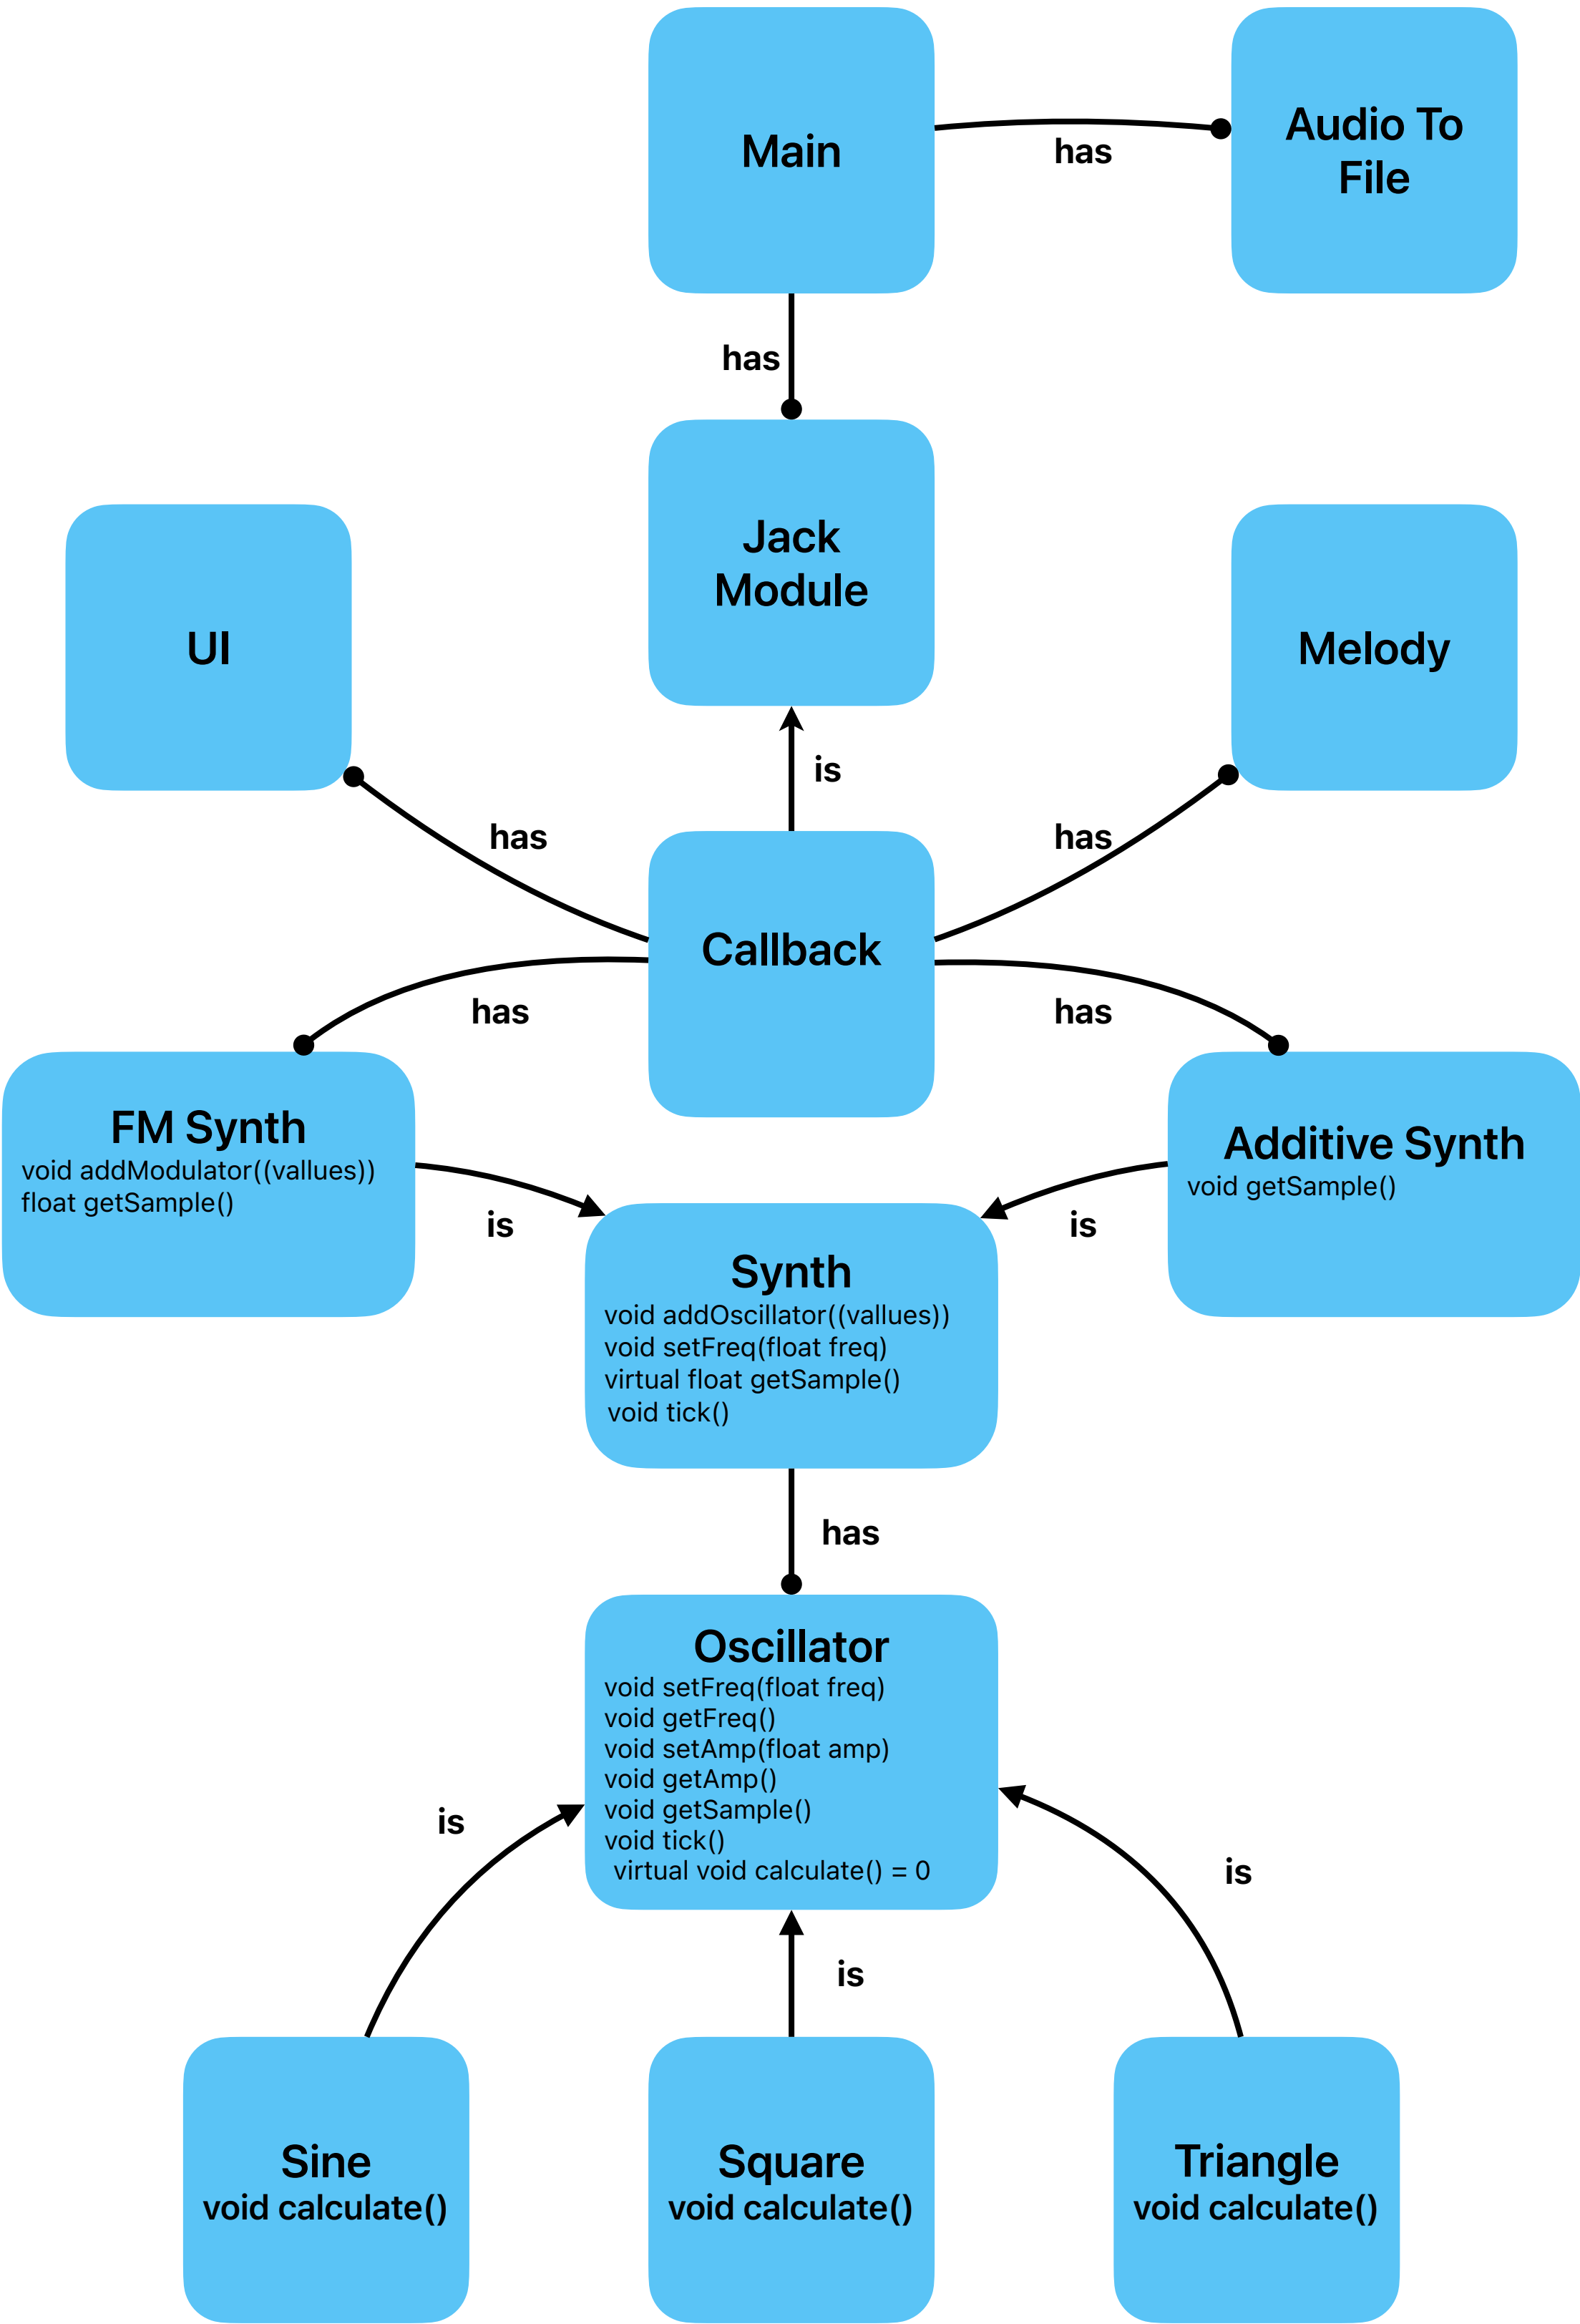 Main
has
Audio To
File
has
Jack
Module
UI
Melody
is
has
has
Callback
has
has
FM Synth
void addModulator((vallues))
float getSample()
Additive Synth
void getSample()
is
is
Synth
void addOscillator((vallues))
void setFreq(float freq)
virtual float getSample()
void tick()
has
Oscillator
void setFreq(float freq)
void getFreq()
void setAmp(float amp)
void getAmp()
void getSample()
void tick()
virtual void calculate() = 0
is
is
is
Sine
void calculate()
Square
void calculate()
Triangle
void calculate()